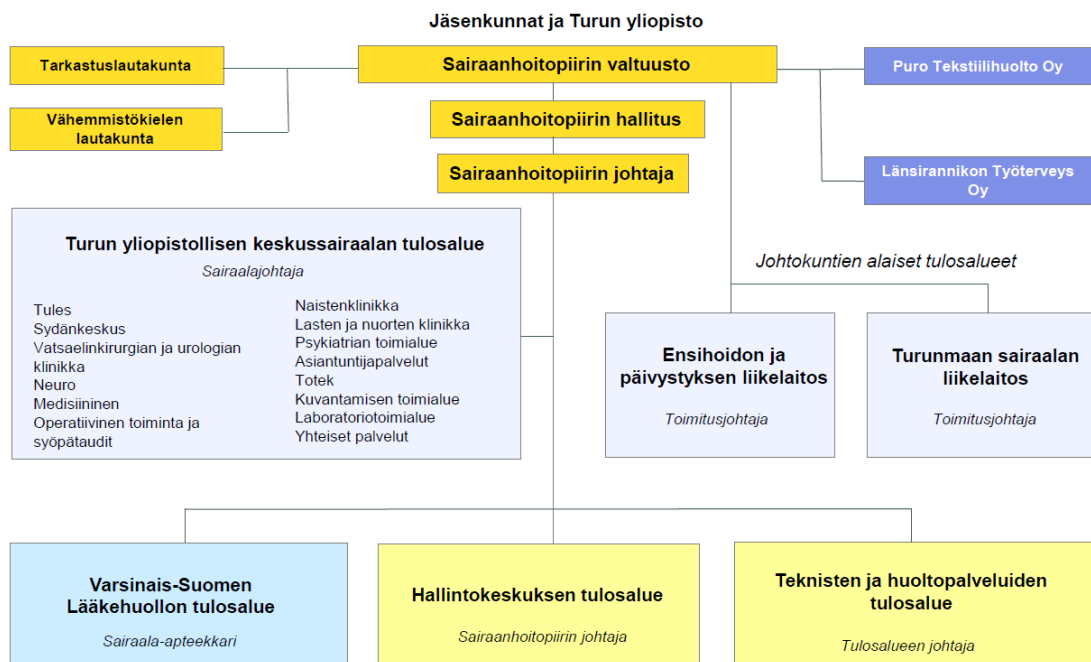 Jäsenkunnat ja Turun yliopisto
Tarkastuslautakunta
Sairaanhoitopiirin valtuusto
Puro Tekstiilihuolto Oy
Vähemmistökielen
lautakunta
Sairaanhoitopiirin hallitus
Sairaanhoitopiirin johtaja
Länsirannikon Työterveys
Oy
Turun yliopistollisen keskussairaalan tulosalue
Sairaalajohtaja
Tules
Sydänkeskus
Vatsaelinkirurgian ja urologian
klinikka
Neuro
Medisiininen
Operatiivinen toiminta ja
syöpätaudit
Naistenklinikka
Lasten ja nuorten klinikka
Psykiatrian toimialue
Asiantuntijapalvelut
Totek
Kuvantamisen toimialue
Laboratoriotoimialue
Yhteiset palvelut
Johtokuntien alaiset tulosalueet
Ensihoidon ja
päivystyksen liikelaitos
Toimitusjohtaja
Turunmaan sairaalan
liikelaitos
Toimitusjohtaja
Varsinais-Suomen
Lääkehuollon tulosalue
Sairaala-apteekkari
Hallintokeskuksen tulosalue
Sairaanhoitopiirin johtaja
Teknisten ja huoltopalveluiden
tulosalue
Tulosalueen johtaja